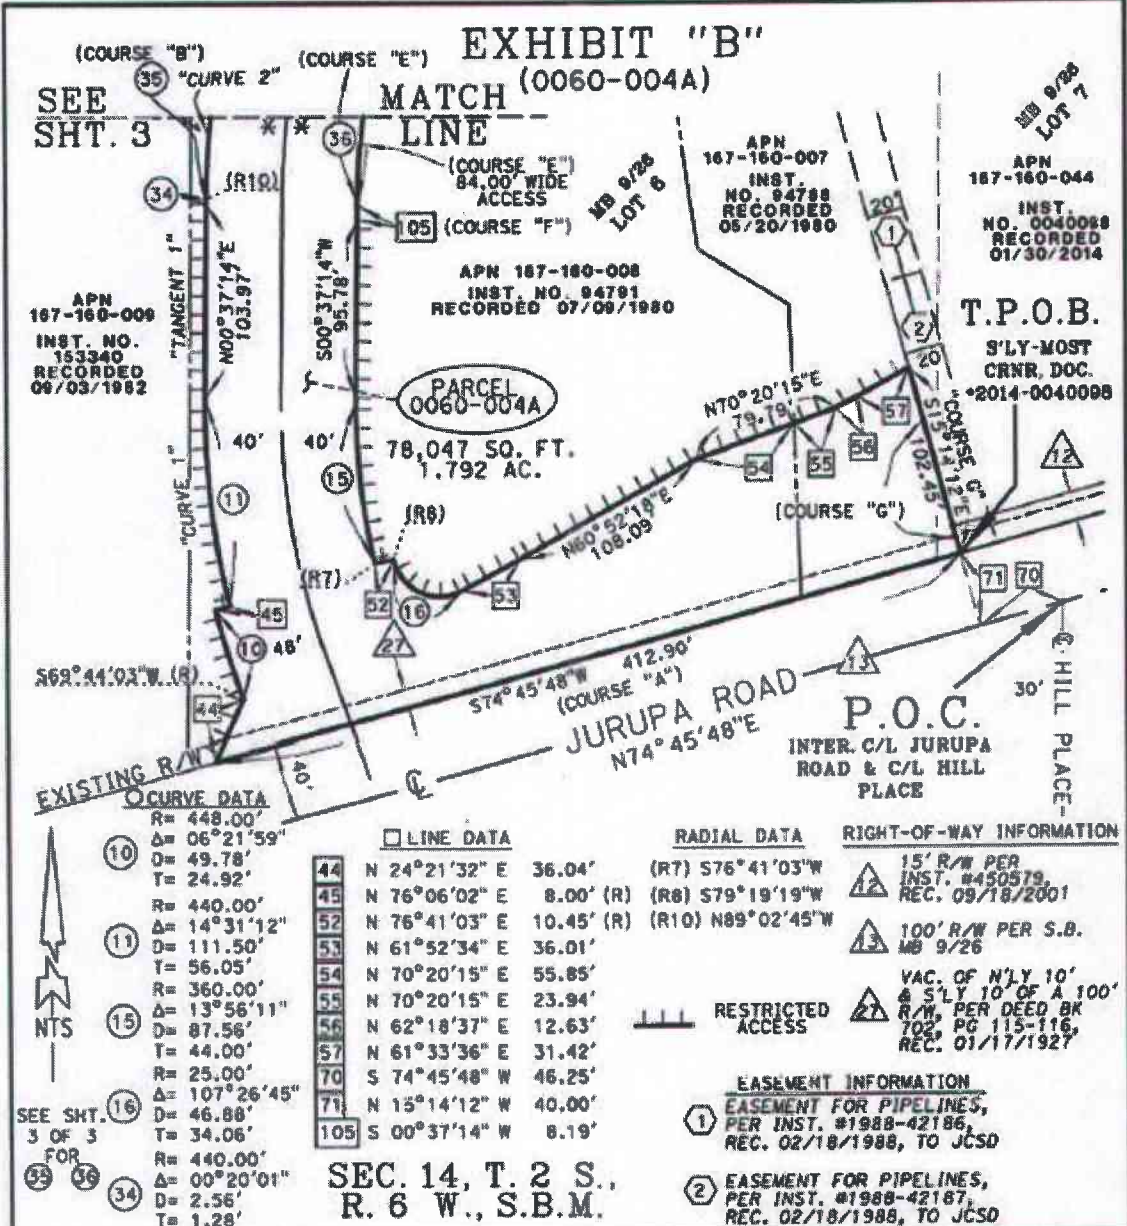 EXHIBIT "B"
(0060-004A)
(COURSE "B")
35 "CURVE 2"
(COURSE "E")
SEE
SHT. 3
MATCH
LINE
* *
36
(COURSE "E")
84.00' WIDE
ACCESS
105 (COURSE "F")
34
(R10)
MB 9/26
LOT 6
APN
167-160-007
INST.
NO. 94788
RECORDED
05/20/1980
MB 9/26
LOT 7
APN
167-160-044
INST.
NO. 0040098
RECORDED
01/30/2014
20'
1
2
20'
"TANGENT 1"
N00°37'14"E
103.97'
S00°37'14"W
95.78'
APN 167-160-008
INST. NO. 94791
RECORDED 07/09/1980
APN
167-160-009
INST. NO.
153340
RECORDED
09/03/1982
T.P.O.B.
S'LY-MOST
CRNR, DOC.
*2014-0040098
PARCEL
0060-004A
78,047 SQ. FT.
1.792 AC.
40'
40'
15
11
"CURVE 1"
(R8)
(R7)
N70°20'15"E
79.79'
54
55
56
57
N60°52'18"E
108.09'
"COURSE G"
S15°14'12"E
102.45'
(COURSE "G")
12
45
10
48'
52
16
53
27
71
70
S69°44'03"W (R)
44
412.90'
S74°45'48"W
(COURSE "A")
JURUPA ROAD
N74°45'48"E
13
EXISTING R/W
40'
30'
HILL PLACE
P.O.C.
INTER. C/L JURUPA
ROAD & C/L HILL
PLACE
CURVE DATA
10
R= 448.00'
Δ= 06°21'59"
D= 49.78'
T= 24.92'
11
R= 440.00'
Δ= 14°31'12"
D= 111.50'
T= 56.05'
15
R= 360.00'
Δ= 13°56'11"
D= 87.56'
T= 44.00'
16
R= 25.00'
Δ= 107°26'45"
D= 46.88'
T= 34.06'
34
R= 440.00'
Δ= 00°20'01"
D= 2.56'
T= 1.28'
NTS
SEE SHT.
3 OF 3
FOR
35 36
LINE DATA
44 N 24°21'32" E 36.04'
45 N 76°06'02" E 8.00' (R)
52 N 76°41'03" E 10.45' (R)
53 N 61°52'34" E 36.01'
54 N 70°20'15" E 55.85'
55 N 70°20'15" E 23.94'
56 N 62°18'37" E 12.63'
57 N 61°33'36" E 31.42'
70 S 74°45'48" W 46.25'
71 N 15°14'12" W 40.00'
105 S 00°37'14" W 8.19'
SEC. 14, T. 2 S.,
R. 6 W., S.B.M.
RADIAL DATA
(R7) S76°41'03"W
(R8) S79°19'19"W
(R10) N89°02'45"W
RESTRICTED
ACCESS
RIGHT-OF-WAY INFORMATION
12 15' R/W PER
INST. #450579,
REC. 09/18/2001
13 100' R/W PER S.B.
MB 9/26
27 VAC. OF N'LY 10'
& S'LY 10' OF A 100'
R/W, PER DEED BK
702, PG 115-116,
REC. 01/17/1927
EASEMENT INFORMATION
1 EASEMENT FOR PIPELINES,
PER INST. #1988-42186,
REC. 02/18/1988, TO JCSD
2 EASEMENT FOR PIPELINES,
PER INST. #1988-42187,
REC. 02/18/1988, TO JCSD